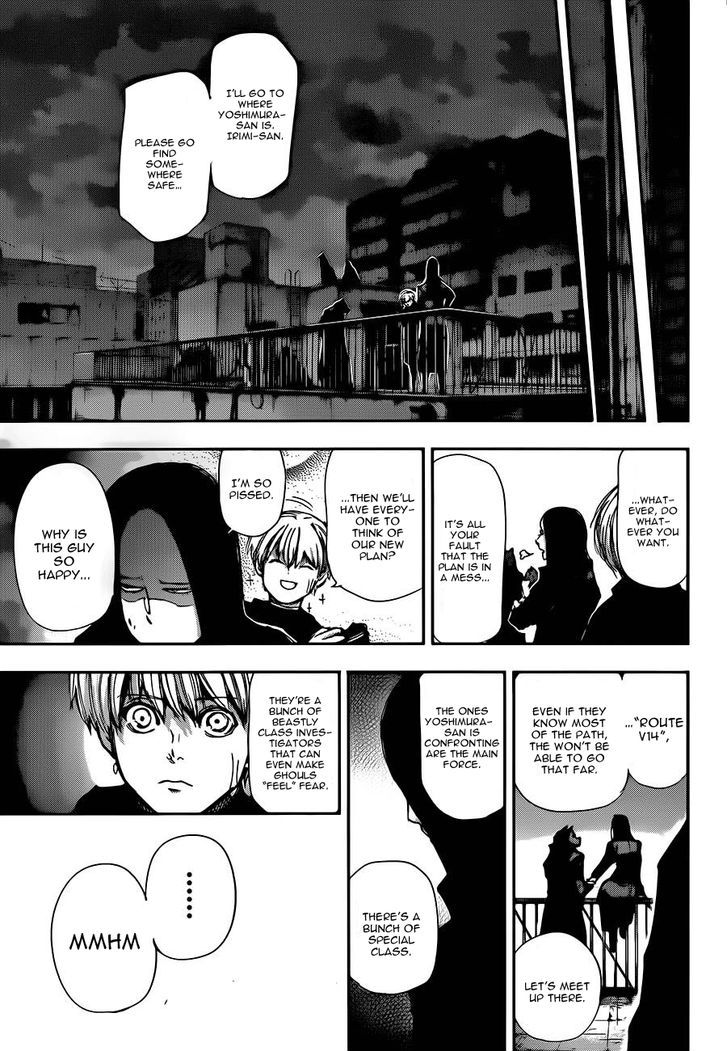 I'LL GO TO
WHERE
YOSHIMURA-
SAN IS.
IRIMI-SAN.
PLEASE GO
FIND
SOME-
WHERE
SAFE...
...WHAT-
EVER, DO
WHAT-
EVER YOU
WANT.
IT'S ALL
YOUR
FAULT
THAT THE
PLAN IS IN
A MESS...
...THEN WE'LL
HAVE EVERY-
ONE TO
THINK OF
OUR NEW
PLAN?
I'M SO
PISSED.
WHY IS
THIS GUY
SO
HAPPY...
..."ROUTE
V14",
EVEN IF THEY
KNOW MOST
OF THE PATH,
THE WON'T BE
ABLE TO GO
THAT FAR.
LET'S MEET
UP THERE.
THE ONES
YOSHIMURA-
SAN IS
CONFRONTING
ARE THE MAIN
FORCE.
THERE'S A
BUNCH OF
SPECIAL
CLASS.
THEY'RE A
BUNCH OF
BEASTLY
CLASS INVES-
TIGATORS
THAT CAN
EVEN MAKE
GHOULS
"FEEL" FEAR.
......
MMHM